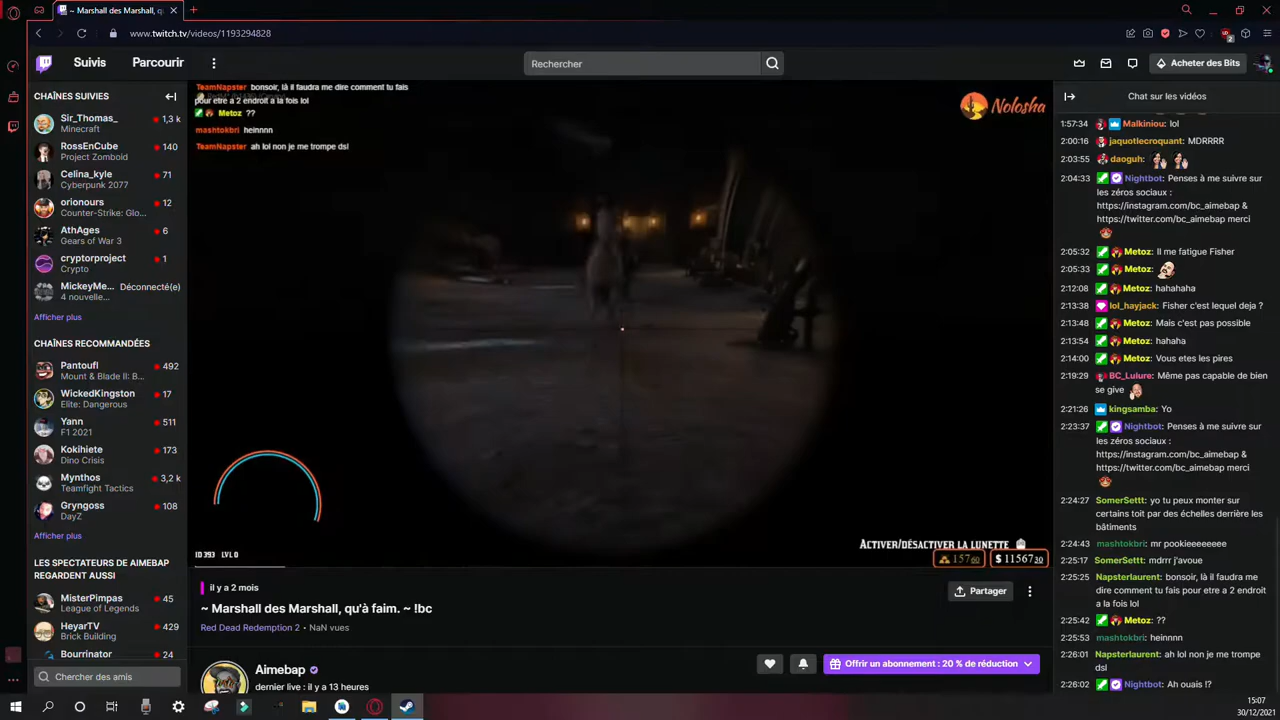 ~ Marshall des Marshall, qu
www.twitch.tv/videos/1193294828
2
Suivis
Parcourir
Rechercher
Acheter des Bits
CHAÎNES SUIVIES
Sir_Thomas_
1,3 k
Minecraft
RossEnCube
140
Project Zomboid
Celina_kyle
71
Cyberpunk 2077
orionours
12
Counter-Strike: Glo...
AthAges
6
Gears of War 3
cryptorproject
1
Crypto
MickeyMe...
Déconnecté(e)
4 nouvelle...
Afficher plus
CHAÎNES RECOMMANDÉES
Pantoufl
492
Mount & Blade II: B...
WickedKingston
17
Elite: Dangerous
Yann
511
F1 2021
Kokihiete
173
Dino Crisis
Mynthos
3,2 k
Teamfight Tactics
Gryngoss
108
DayZ
Afficher plus
LES SPECTATEURS DE AIMEBAP
REGARDENT AUSSI
MisterPimpas
45
League of Legends
HeyarTV
429
Brick Building
Bourrinator
24
Chercher des amis
TeamNapster bonsoir, là il faudra me dire comment tu fais
pour etre a 2 endroit a la fois lol
Metoz ??
mashtokbri heinnnn
TeamNapster ah lol non je me trompe dsl
Nolosha
ID 393 LVL 0
ACTIVER/DÉSACTIVER LA LUNETTE
157 60
$ 11567 30
il y a 2 mois
~ Marshall des Marshall, qu'à faim. ~ !bc
Red Dead Redemption 2 • NaN vues
Partager
Aimebap
dernier live : il y a 13 heures
Offrir un abonnement : 20 % de réduction
Chat sur les vidéos
1:57:34 Malkiniou: lol
2:00:16 jaquotlecroquant: MDRRRR
2:03:55 daoguh:
2:04:33 Nightbot: Penses à me suivre sur
les zéros sociaux :
https://instagram.com/bc_aimebap &
https://twitter.com/bc_aimebap merci
2:05:32 Metoz: Il me fatigue Fisher
2:05:33 Metoz:
2:12:08 Metoz: hahahaha
2:13:38 lol_hayjack: Fisher c'est lequel deja ?
2:13:48 Metoz: Mais c'est pas possible
2:13:54 Metoz: hahaha
2:14:00 Metoz: Vous etes les pires
2:19:29 BC_Luiure: Même pas capable de bien
se give
2:21:26 kingsamba: Yo
2:23:37 Nightbot: Penses à me suivre sur
les zéros sociaux :
https://instagram.com/bc_aimebap &
https://twitter.com/bc_aimebap merci
2:24:27 SomerSettt: yo tu peux monter sur
certains toit par des échelles derrière les
bâtiments
2:24:43 mashtokbri: mr pookieeeeeeee
2:25:17 SomerSettt: mdrrr j'avoue
2:25:25 Napsterlaurent: bonsoir, là il faudra me
dire comment tu fais pour etre a 2 endroit
a la fois lol
2:25:42 Metoz: ??
2:25:53 mashtokbri: heinnnn
2:26:01 Napsterlaurent: ah lol non je me trompe
dsl
2:26:02 Nightbot: Ah ouais !?
15:07
30/12/2021